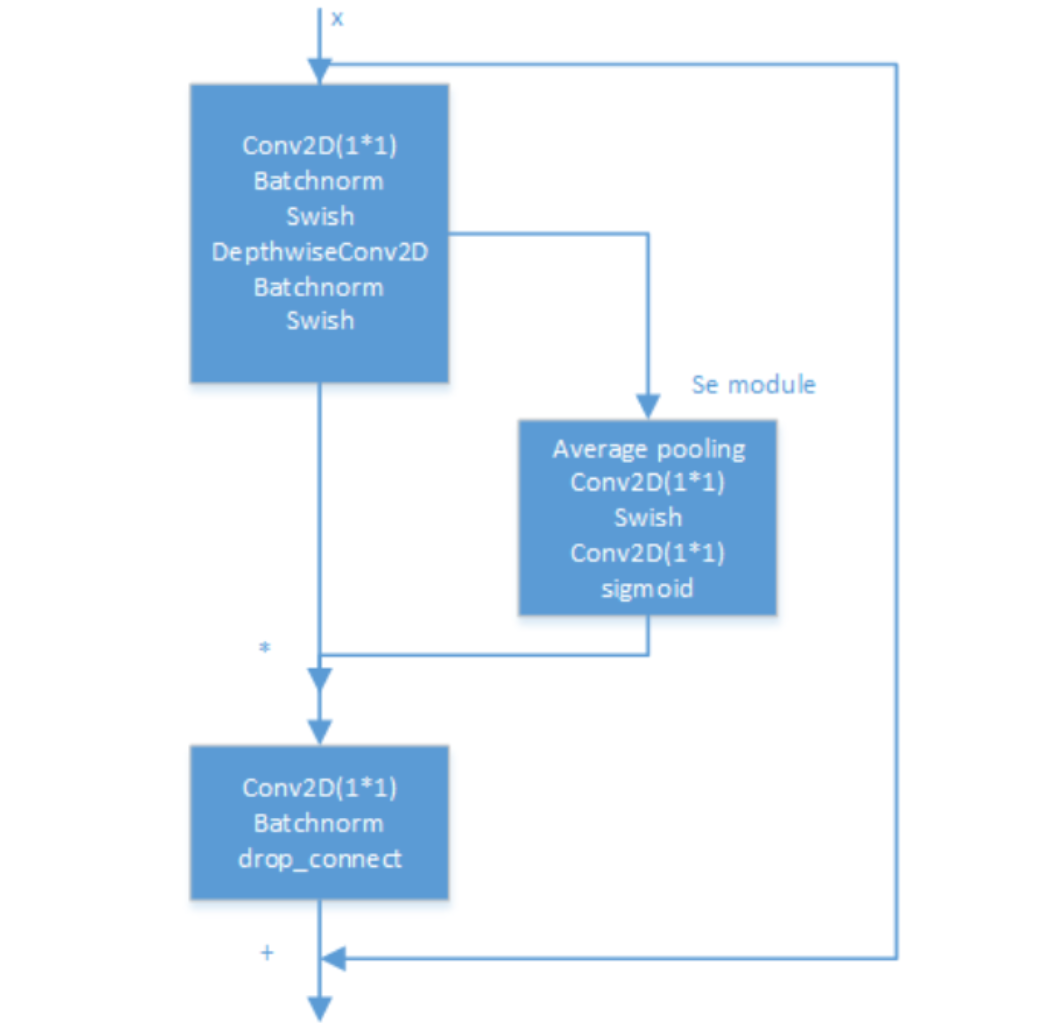 x
Conv2D(1*1)
Batchnorm
Swish
DepthwiseConv2D
Batchnorm
Swish
Se module
Average pooling
Conv2D(1*1)
Swish
Conv2D(1*1)
sigmoid
*
Conv2D(1*1)
Batchnorm
drop_connect
+